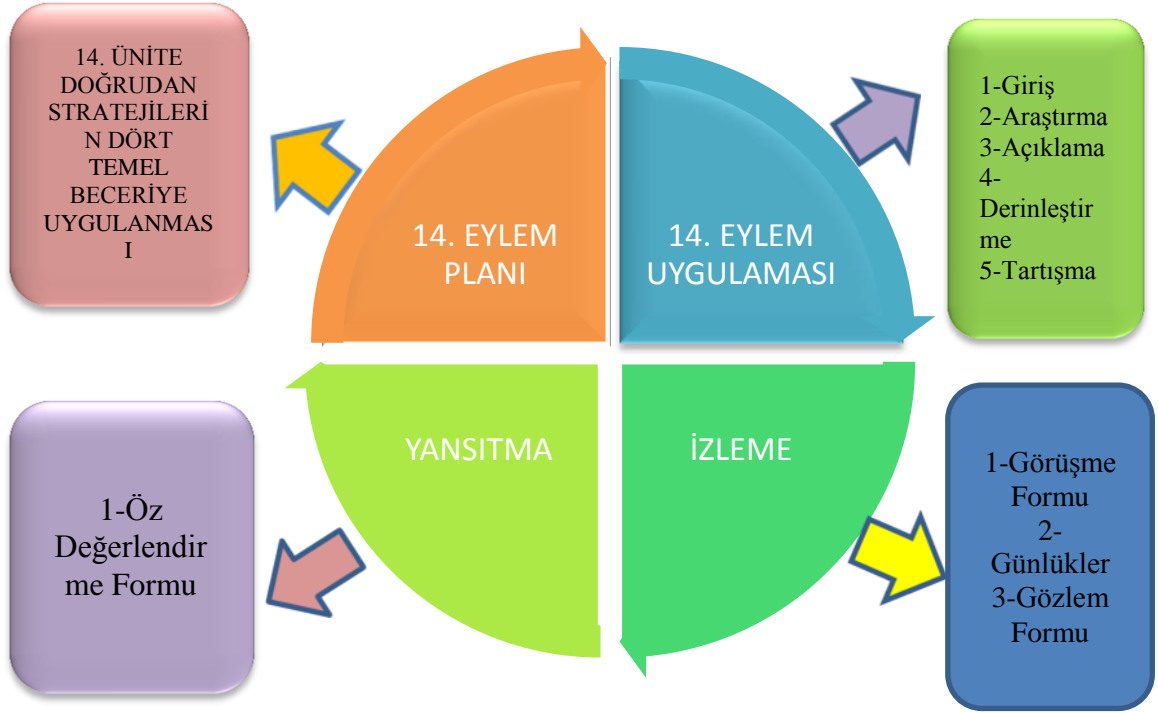 14. ÜNİTE
DOĞRUDAN
STRATEJİLERİ
N DÖRT
TEMEL
BECERİYE
UYGULANMAS
I
14. EYLEM
PLANI
14. EYLEM
UYGULAMASI
1-Giriş
2-Araştırma
3-Açıklama
4-
Derinleştir
me
5-Tartışma
YANSITMA
İZLEME
1-Öz
Değerlendir
me Formu
1-Görüşme
Formu
2-
Günlükler
3-Gözlem
Formu